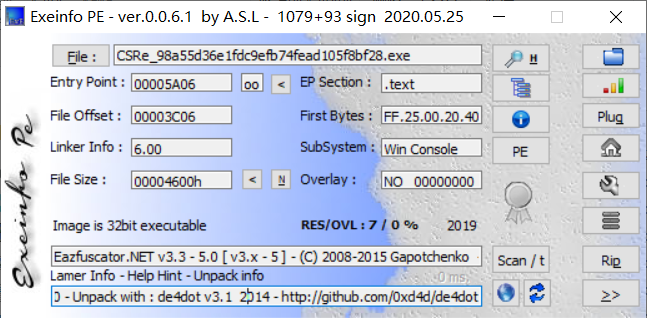 Exeinfo PE - ver.0.0.6.1 by A.S.L - 1079+93 sign 2020.05.25
Exeinfo Pe
File : CSRe_98a55d36e1fdc9efb74fead105f8bf28.exe H
Entry Point : 00005A06 oo < EP Section : .text
File Offset : 00003C06 First Bytes : FF.25.00.20.40 Plug
Linker Info : 6.00 SubSystem : Win Console PE
File Size : 00004600h < N Overlay : NO 00000000
Image is 32bit executable RES/OVL : 7 / 0 % 2019
Eazfuscator.NET v3.3 - 5.0 [ v3.x - 5 ] - (C) 2008-2015 Gapotchenko Scan / t Rip
Lamer Info - Help Hint - Unpack info 0 ms.
- Unpack with : de4dot v3.1 2014 - http://github.com/0xd4d/de4dot >>